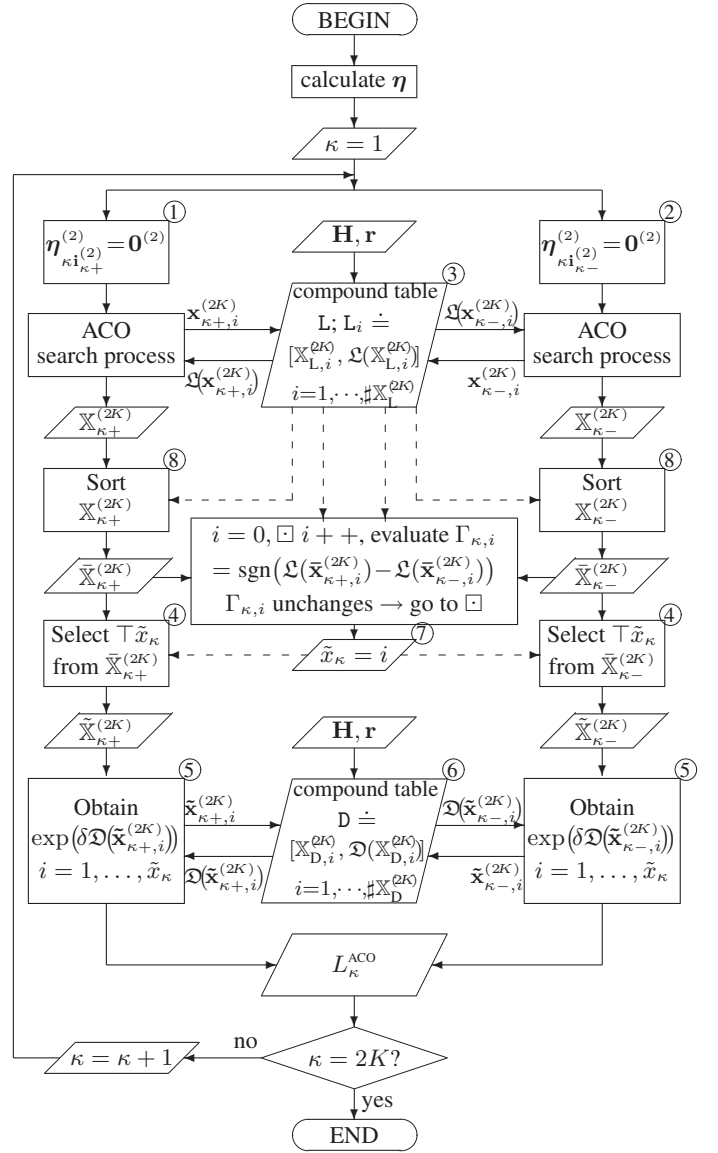 BEGIN
calculate η
κ = 1
①
②
η^{(2)}_{κi^{(2)}_{κ+}} = 0^{(2)}
H, r
η^{(2)}_{κi^{(2)}_{κ−}} = 0^{(2)}
③
ACO
search process
x^{(2K)}_{κ+,i}
𝔏(x^{(2K)}_{κ+,i})
compound table
L; L_i ≐
[𝕏^{(2K)}_{L,i}, 𝔏(𝕏^{(2K)}_{L,i})]
i=1,⋯,♯𝕏^{(2K)}_L
𝔏(x^{(2K)}_{κ−,i})
x^{(2K)}_{κ−,i}
ACO
search process
𝕏^{(2K)}_{κ+}
𝕏^{(2K)}_{κ−}
⑧
⑧
Sort
𝕏^{(2K)}_{κ+}
Sort
𝕏^{(2K)}_{κ−}
i = 0, ⊡ i + +, evaluate Γ_{κ,i}
= sgn(𝔏(x̄^{(2K)}_{κ+,i})−𝔏(x̄^{(2K)}_{κ−,i}))
Γ_{κ,i} unchanges → go to ⊡
𝕏̄^{(2K)}_{κ+}
𝕏̄^{(2K)}_{κ−}
④
⑦
④
Select ⊤x̃_κ
from 𝕏̄^{(2K)}_{κ+}
x̃_κ = i
Select ⊤x̃_κ
from 𝕏̄^{(2K)}_{κ−}
𝕏̃^{(2K)}_{κ+}
H, r
𝕏̃^{(2K)}_{κ−}
⑤
⑥
⑤
Obtain
exp(δ𝔇(x̃^{(2K)}_{κ+,i}))
i = 1, . . . , x̃_κ
x̃^{(2K)}_{κ+,i}
𝔇(x̃^{(2K)}_{κ+,i})
compound table
D ≐
[𝕏^{(2K)}_{D,i}, 𝔇(𝕏^{(2K)}_{D,i})]
i=1,⋯,♯𝕏^{(2K)}_D
𝔇(x̃^{(2K)}_{κ−,i})
x̃^{(2K)}_{κ−,i}
Obtain
exp(δ𝔇(x̃^{(2K)}_{κ−,i}))
i = 1, . . . , x̃_κ
L^{ACO}_κ
κ = κ + 1
no
κ = 2K?
yes
END